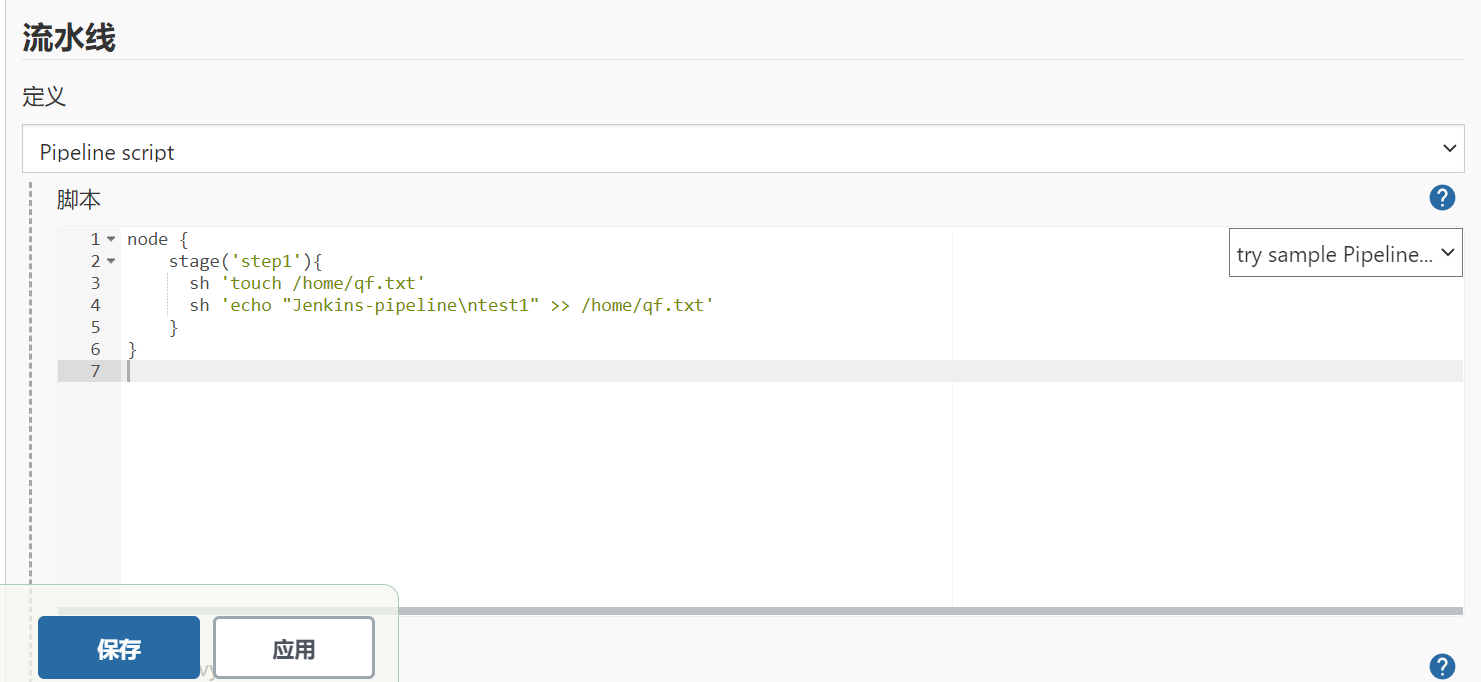 流水线
定义
Pipeline script
脚本
?
try sample Pipeline...
1 node {
2 stage('step1'){
3 sh 'touch /home/qf.txt'
4 sh 'echo "Jenkins-pipeline\ntest1" >> /home/qf.txt'
5 }
6 }
7
保存
应用
?